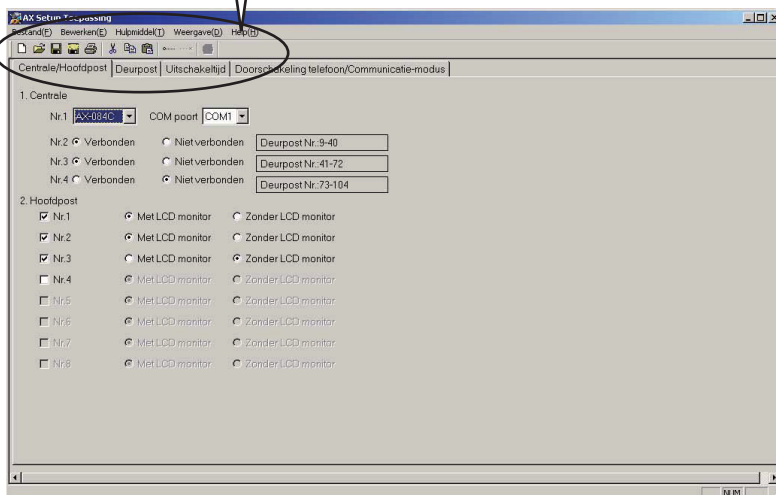 AX Setup Toepassing
Bestand(F) Bewerken(E) Hulpmiddel(T) Weergave(D) Help(H)
Centrale/Hoofdpost Deurpost Uitschakeltijd Doorschakeling telefoon/Communicatie-modus
1. Centrale
Nr.1 AX-084C COM poort COM1
Nr.2 Verbonden Niet verbonden Deurpost Nr.:9-40
Nr.3 Verbonden Niet verbonden Deurpost Nr.:41-72
Nr.4 Verbonden Niet verbonden Deurpost Nr.:73-104
2. Hoofdpost
Nr.1 Met LCD monitor Zonder LCD monitor
Nr.2 Met LCD monitor Zonder LCD monitor
Nr.3 Met LCD monitor Zonder LCD monitor
Nr.4 Met LCD monitor Zonder LCD monitor
Nr.5 Met LCD monitor Zonder LCD monitor
Nr.6 Met LCD monitor Zonder LCD monitor
Nr.7 Met LCD monitor Zonder LCD monitor
Nr.8 Met LCD monitor Zonder LCD monitor
NUM